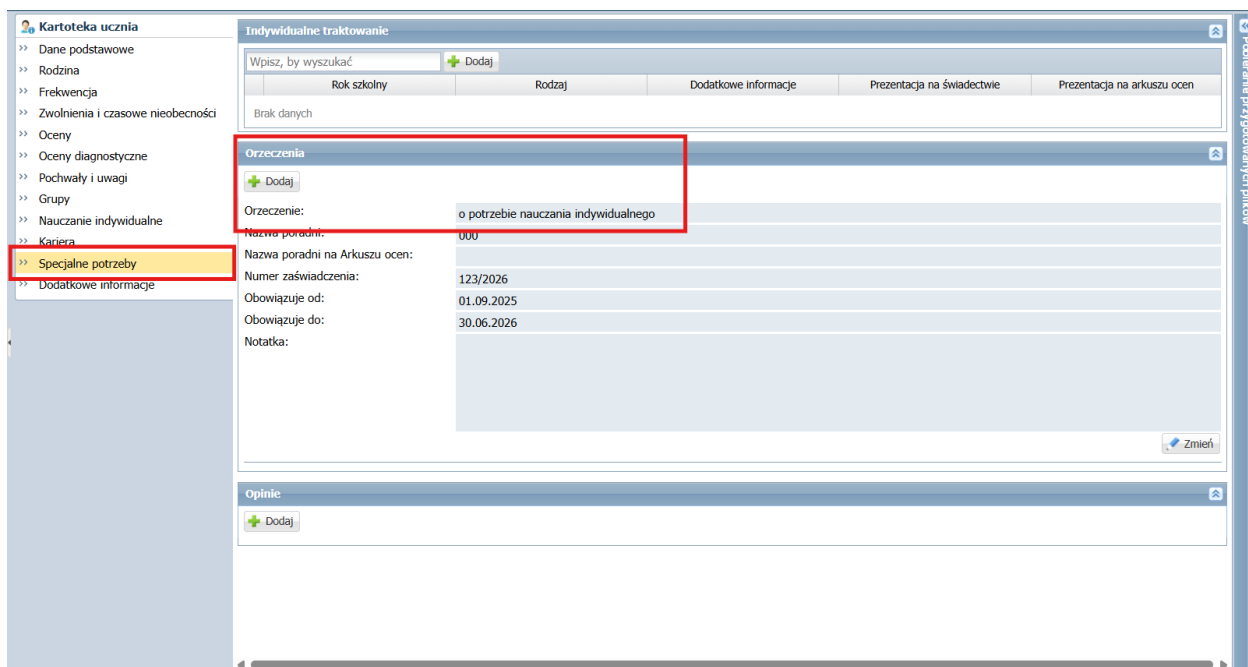 Kartoteka ucznia
Dane podstawowe
Rodzina
Frekwencja
Zwolnienia i czasowe nieobecności
Oceny
Oceny diagnostyczne
Pochwały i uwagi
Grupy
Nauczanie indywidualne
Kariera
Specjalne potrzeby
Dodatkowe informacje
Indywidualne traktowanie
Wpisz, by wyszukać Dodaj
Rok szkolny Rodzaj Dodatkowe informacje Prezentacja na świadectwie Prezentacja na arkuszu ocen
Brak danych
Orzeczenia
Dodaj
Orzeczenie: o potrzebie nauczania indywidualnego
Nazwa poradni: 000
Nazwa poradni na Arkuszu ocen:
Numer zaświadczenia: 123/2026
Obowiązuje od: 01.09.2025
Obowiązuje do: 30.06.2026
Notatka:
Zmień
Opinie
Dodaj
Pobieranie przygotowanych plików